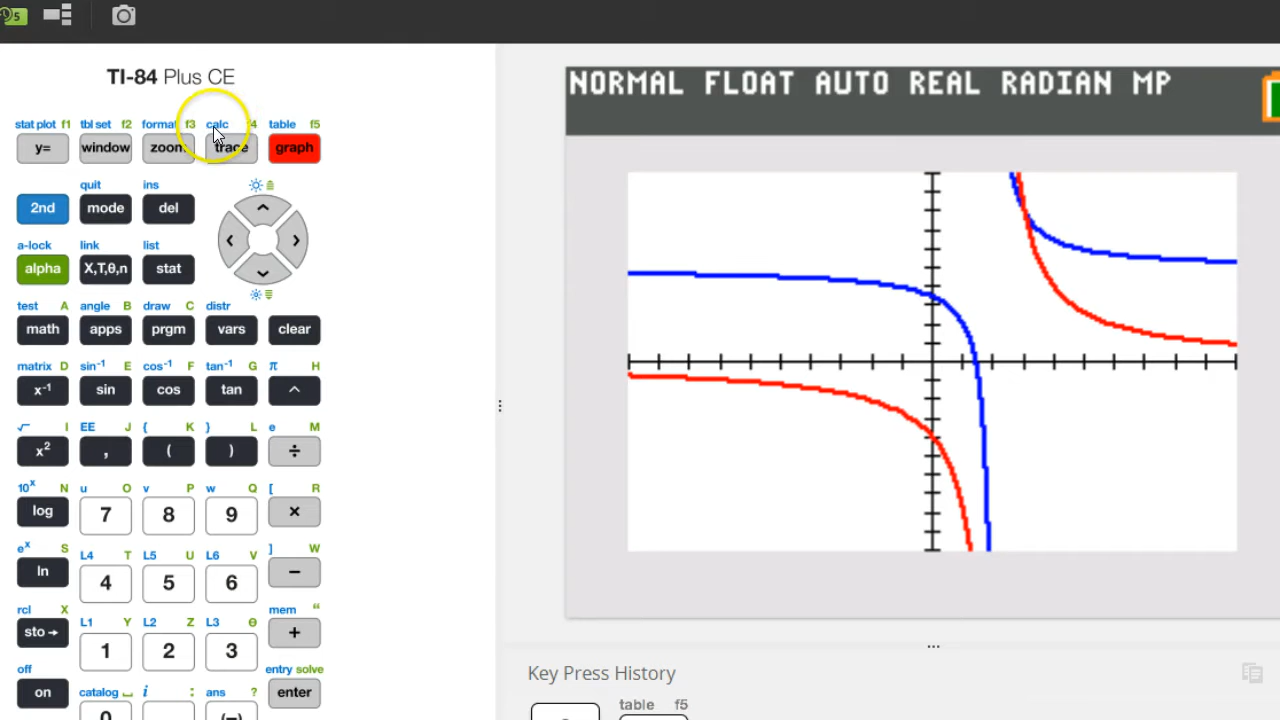 5
TI-84 Plus CE
stat plot f1 tbl set f2 format f3 calc f4 table f5
y= window zoom trace graph
quit ins
2nd mode del
a-lock link list
alpha X,T,θ,n stat
test A angle B draw C distr
math apps prgm vars clear
matrix D sin⁻¹ E cos⁻¹ F tan⁻¹ G π H
x⁻¹ sin cos tan ^
√ I EE J { K } L e M
x² , ( ) ÷
10ˣ N u O v P w Q [ R
log 7 8 9 ×
eˣ S L4 T L5 U L6 V ] W
ln 4 5 6 −
rcl X L1 Y L2 Z L3 θ mem “
sto→ 1 2 3 +
off catalog ⎵ i : ans ? entry solve
on 0 (−) enter
NORMAL FLOAT AUTO REAL RADIAN MP
Key Press History
table f5